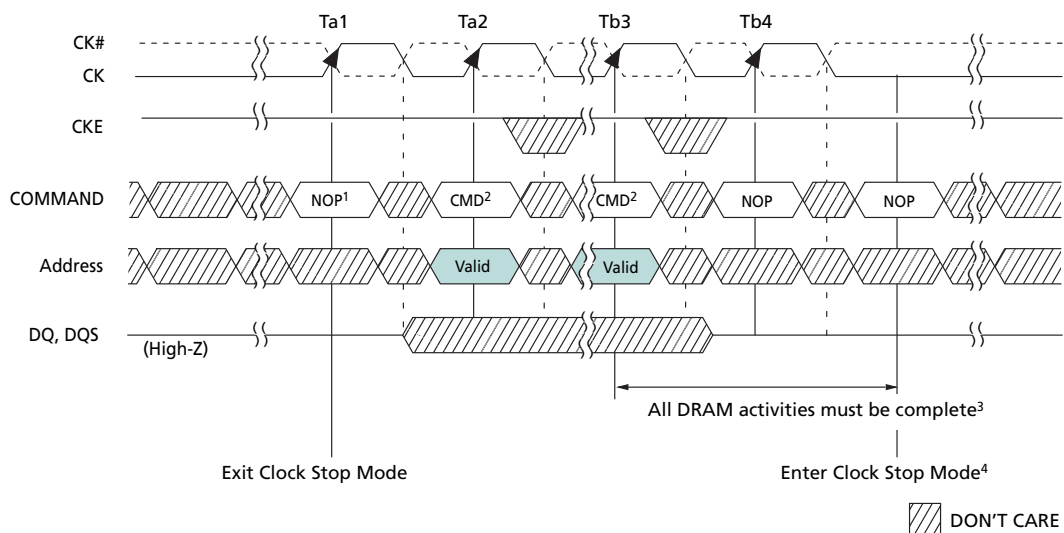 Ta1 Ta2 Tb3 Tb4
CK#
CK
CKE
COMMAND NOP¹ CMD² CMD² NOP NOP
Address Valid Valid
DQ, DQS (High-Z)
All DRAM activities must be complete³
Exit Clock Stop Mode Enter Clock Stop Mode⁴
DON'T CARE